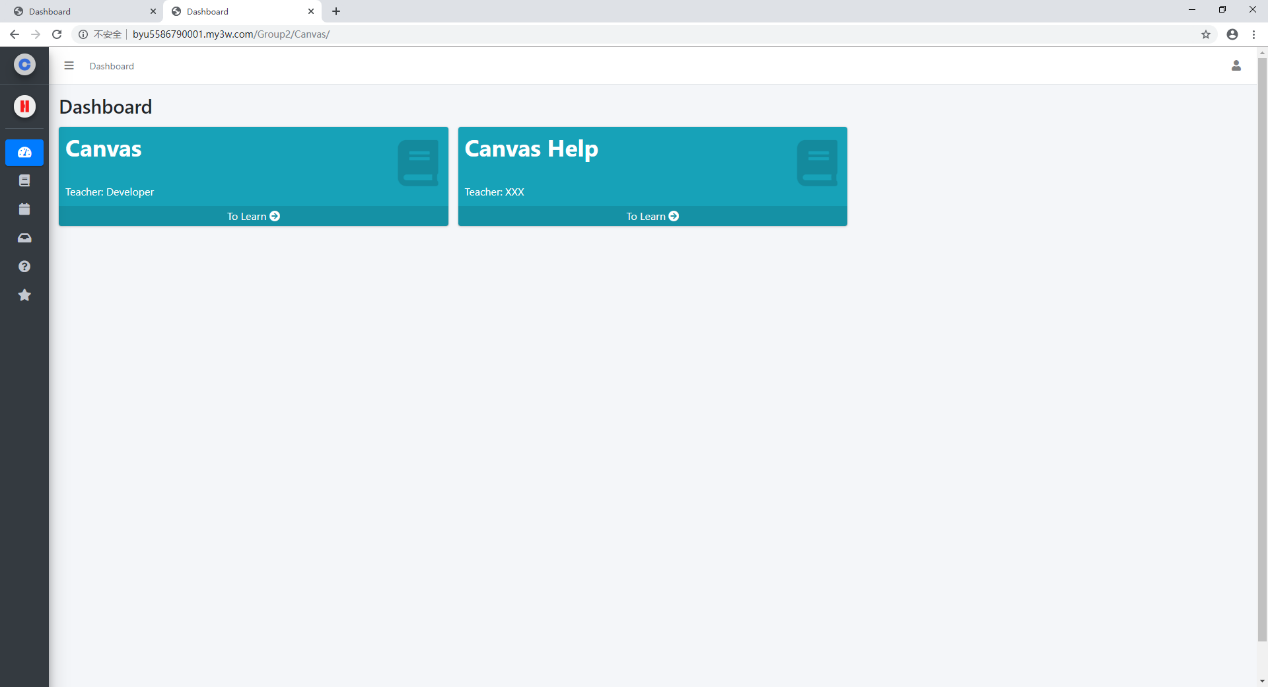 Dashboard
Dashboard
不安全 | byu5586790001.my3w.com/Group2/Canvas/
C
Dashboard
H
Dashboard
Canvas
Teacher: Developer
To Learn
Canvas Help
Teacher: XXX
To Learn